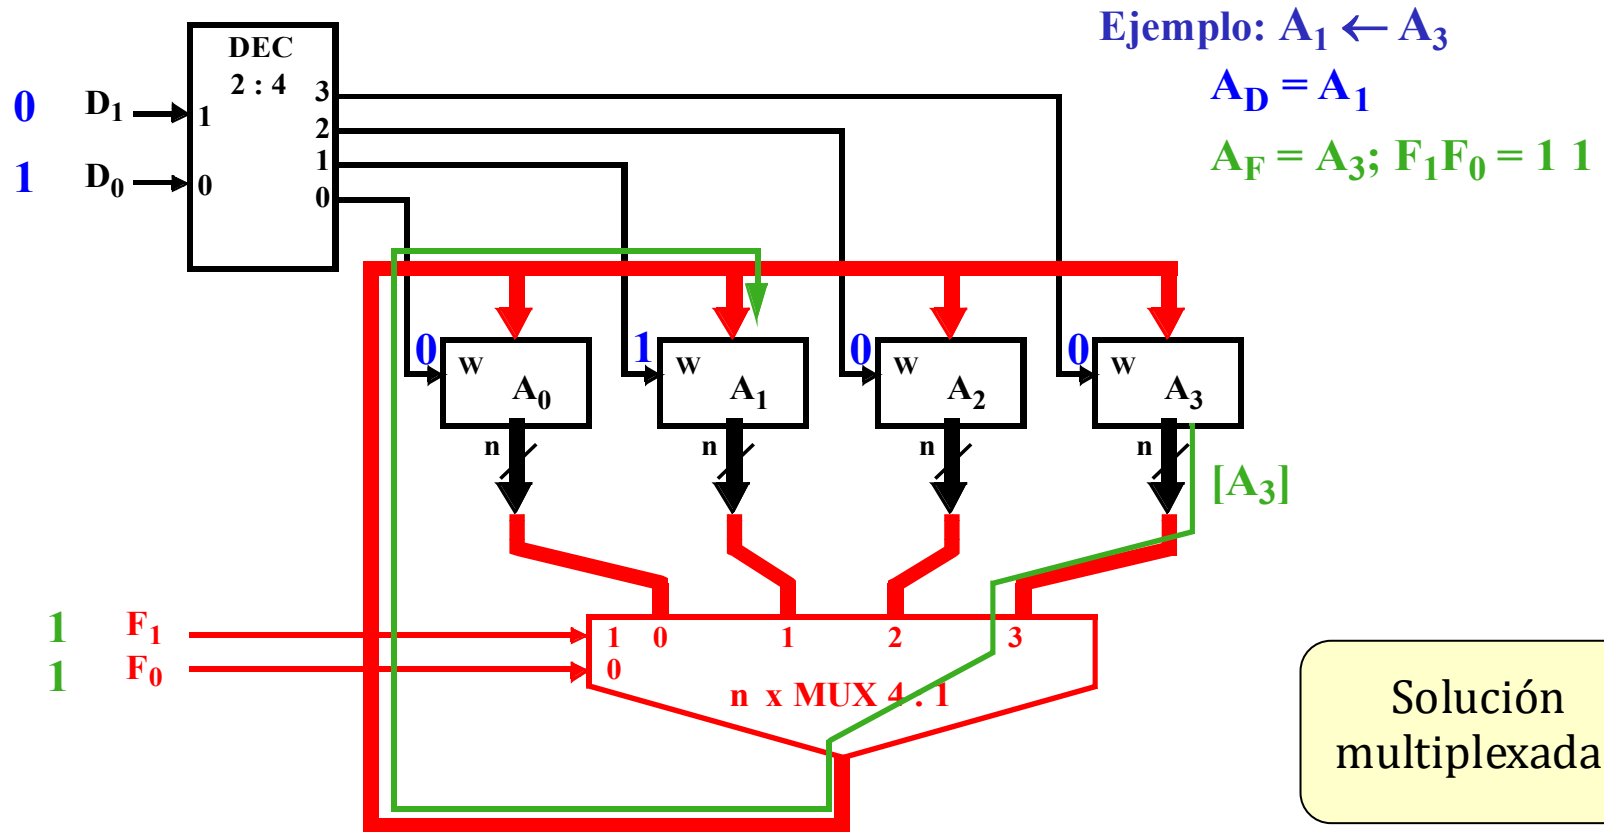 Ejemplo: A1 ← A3
AD = A1
AF = A3; F1F0 = 1 1
DEC
2 : 4
3
2
1
0
1
0
0 D1
1 D0
0 1 0 0
W W W W
A0 A1 A2 A3
n n n n
[A3]
1 F1
1 F0
1 0 1 2 3
0
n x MUX 4 : 1
Solución
multiplexada